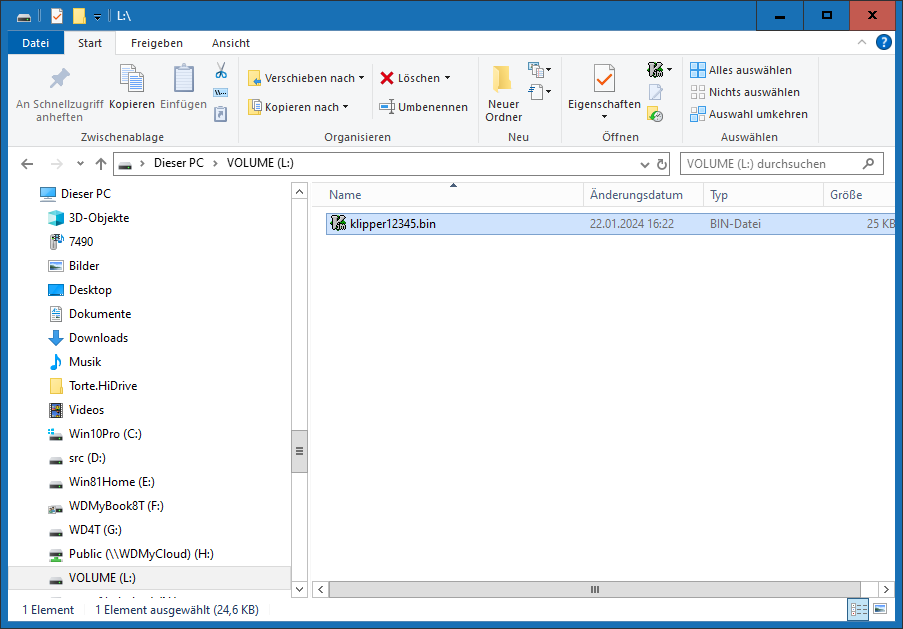 L:\
Datei Start Freigeben Ansicht
An Schnellzugriff anheften
Kopieren
Einfügen
Zwischenablage
Verschieben nach
Kopieren nach
Löschen
Umbenennen
Organisieren
Neuer Ordner
Neu
Eigenschaften
Öffnen
Alles auswählen
Nichts auswählen
Auswahl umkehren
Auswählen
Dieser PC VOLUME (L:)
VOLUME (L:) durchsuchen
Dieser PC
3D-Objekte
7490
Bilder
Desktop
Dokumente
Downloads
Musik
Torte.HiDrive
Videos
Win10Pro (C:)
src (D:)
Win81Home (E:)
WDMyBook8T (F:)
WD4T (G:)
Public (\\WDMyCloud) (H:)
VOLUME (L:)
Name Änderungsdatum Typ Größe
klipper12345.bin 22.01.2024 16:22 BIN-Datei 25 KB
1 Element 1 Element ausgewählt (24,6 KB)